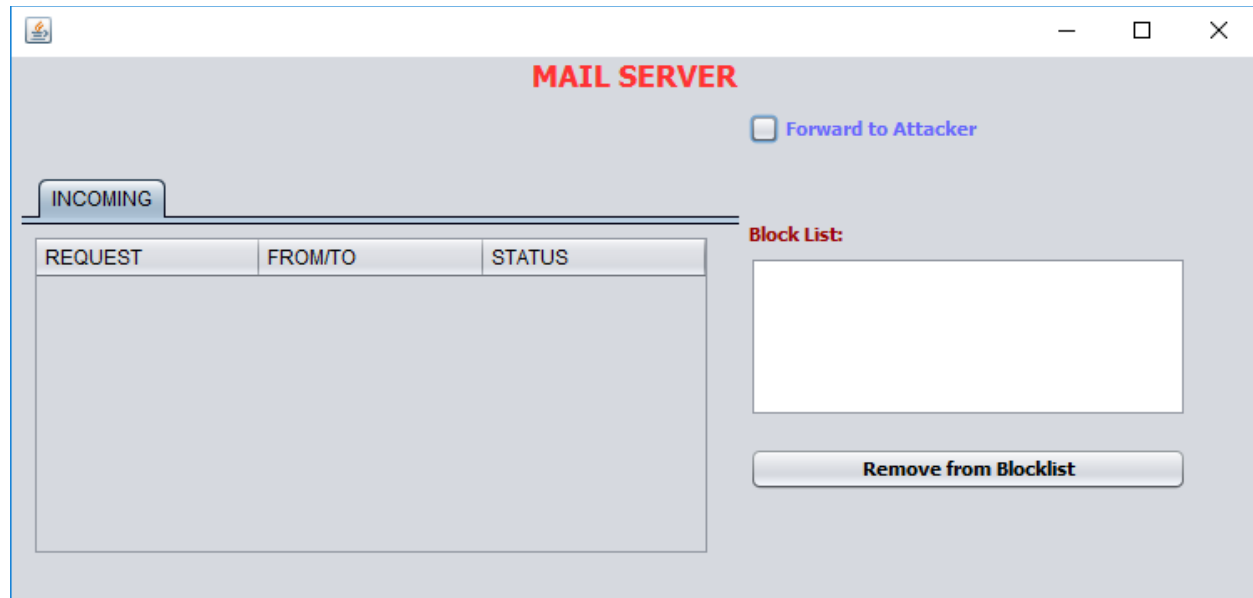 MAIL SERVER
Forward to Attacker
INCOMING
REQUEST FROM/TO STATUS
Block List:
Remove from Blocklist